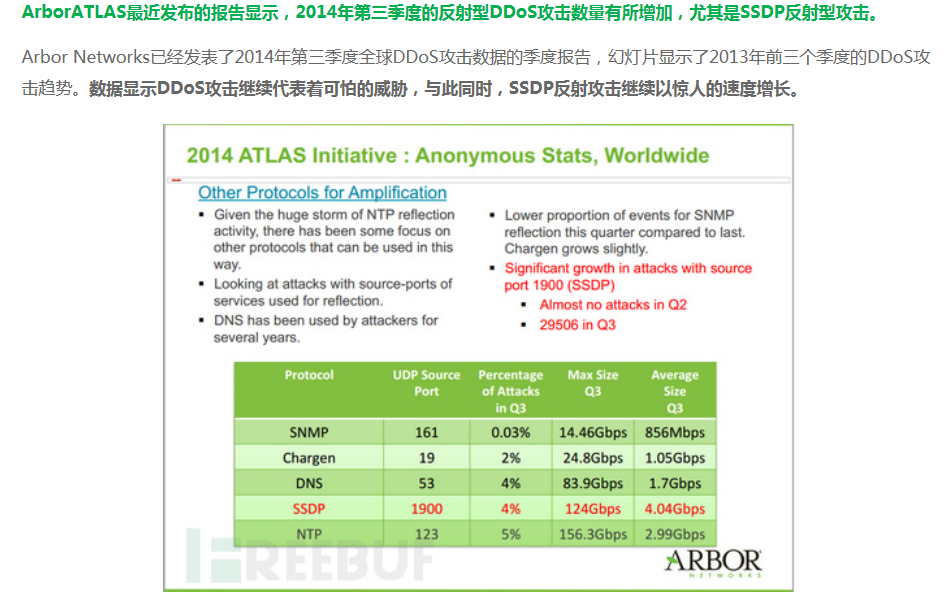 ArborATLAS最近发布的报告显示，2014年第三季度的反射型DDoS攻击数量有所增加，尤其是SSDP反射型攻击。
Arbor Networks已经发表了2014年第三季度全球DDoS攻击数据的季度报告，幻灯片显示了2013年前三个季度的DDoS攻
击趋势。数据显示DDoS攻击继续代表着可怕的威胁，与此同时，SSDP反射攻击继续以惊人的速度增长。
2014 ATLAS Initiative : Anonymous Stats, Worldwide
Other Protocols for Amplification
▪ Given the huge storm of NTP reflection
activity, there has been some focus on
other protocols that can be used in this
way.
▪ Looking at attacks with source-ports of
services used for reflection.
▪ DNS has been used by attackers for
several years.
▪ Lower proportion of events for SNMP
reflection this quarter compared to last.
Chargen grows slightly.
▪ Significant growth in attacks with source
port 1900 (SSDP)
▪ Almost no attacks in Q2
▪ 29506 in Q3
Protocol UDP Source Percentage Max Size Average
Port of Attacks Q3 Size
in Q3 Q3
SNMP 161 0.03% 14.46Gbps 856Mbps
Chargen 19 2% 24.8Gbps 1.05Gbps
DNS 53 4% 83.9Gbps 1.7Gbps
SSDP 1900 4% 124Gbps 4.04Gbps
NTP 123 5% 156.3Gbps 2.99Gbps
FREEBUF
ARBOR
NETWORKS